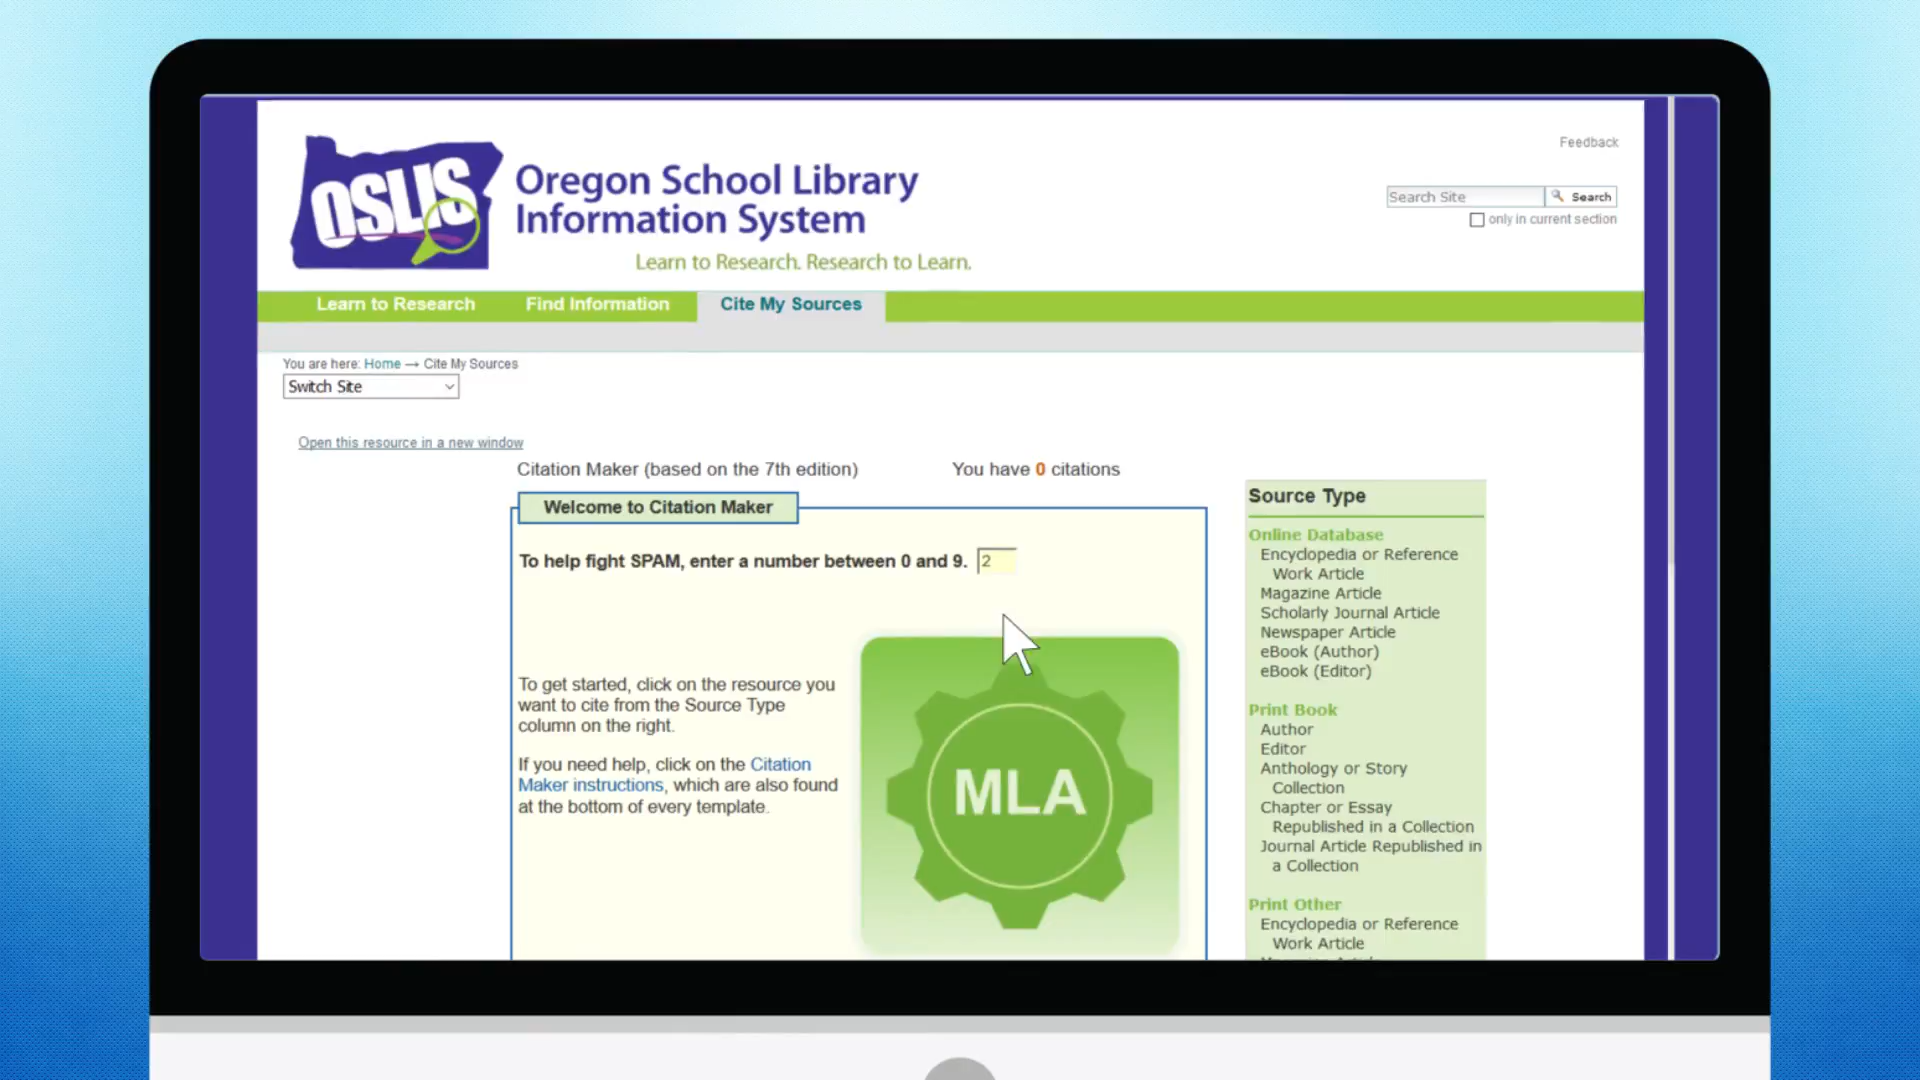 OSLIS
Oregon School Library
Information System
Learn to Research. Research to Learn.
Feedback
Search Site
Search
only in current section
Learn to Research
Find Information
Cite My Sources
You are here: Home → Cite My Sources
Switch Site
Open this resource in a new window
Citation Maker (based on the 7th edition)
You have 0 citations
Welcome to Citation Maker
To help fight SPAM, enter a number between 0 and 9. 2
To get started, click on the resource you
want to cite from the Source Type
column on the right.
If you need help, click on the Citation
Maker instructions, which are also found
at the bottom of every template.
MLA
Source Type
Online Database
Encyclopedia or Reference
Work Article
Magazine Article
Scholarly Journal Article
Newspaper Article
eBook (Author)
eBook (Editor)
Print Book
Author
Editor
Anthology or Story
Collection
Chapter or Essay
Republished in a Collection
Journal Article Republished in
a Collection
Print Other
Encyclopedia or Reference
Work Article